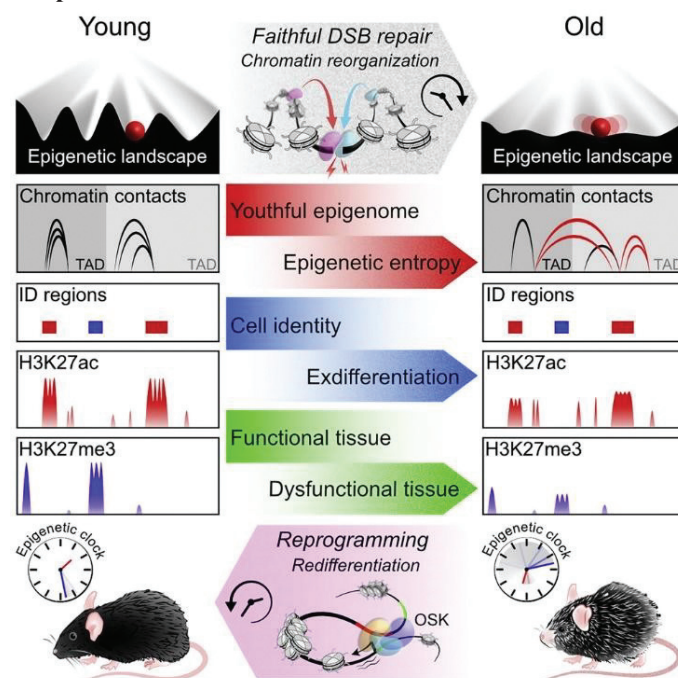 Young
Faithful DSB repair
Chromatin reorganization
Old
Epigenetic landscape
Epigenetic landscape
Chromatin contacts
TAD
TAD
Youthful epigenome
Epigenetic entropy
Chromatin contacts
TAD
TAD
ID regions
Cell identity
ID regions
H3K27ac
Exdifferentiation
H3K27ac
H3K27me3
Functional tissue
Dysfunctional tissue
H3K27me3
Epigenetic clock
Reprogramming
Redifferentiation
OSK
Epigenetic clock